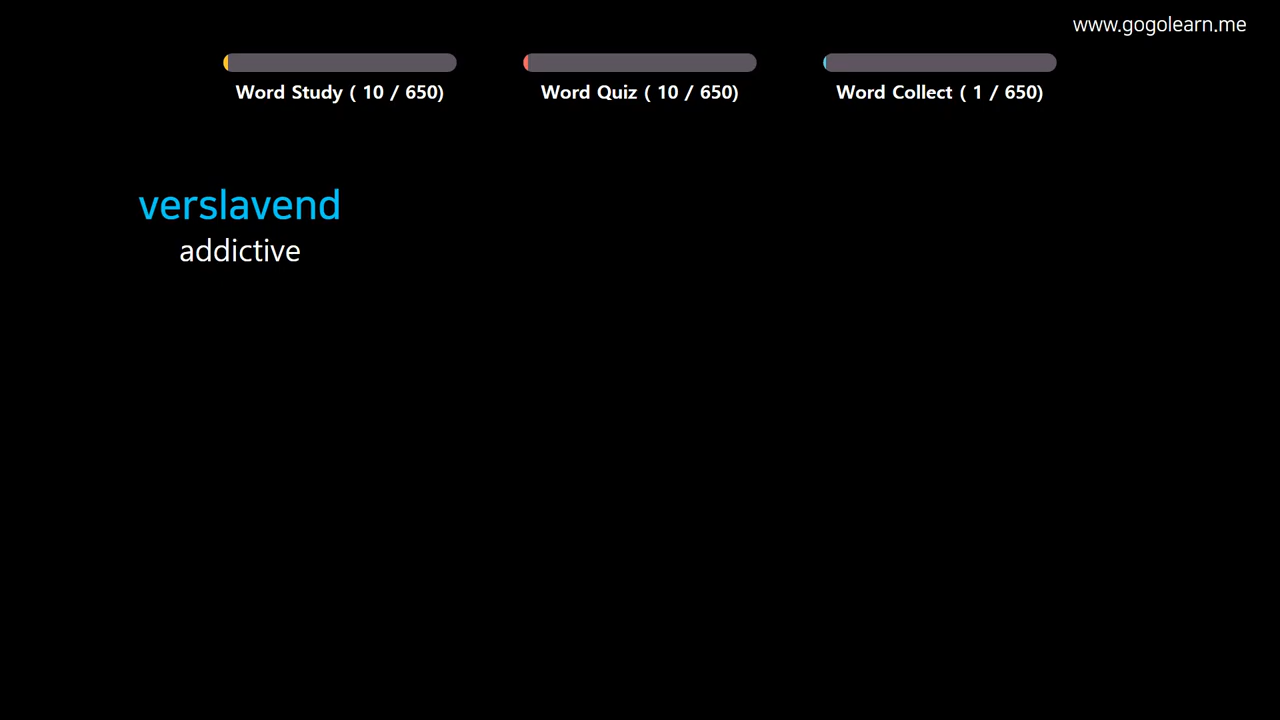 www.gogolearn.me
Word Study ( 10 / 650)
Word Quiz ( 10 / 650)
Word Collect ( 1 / 650)
verslavend
addictive